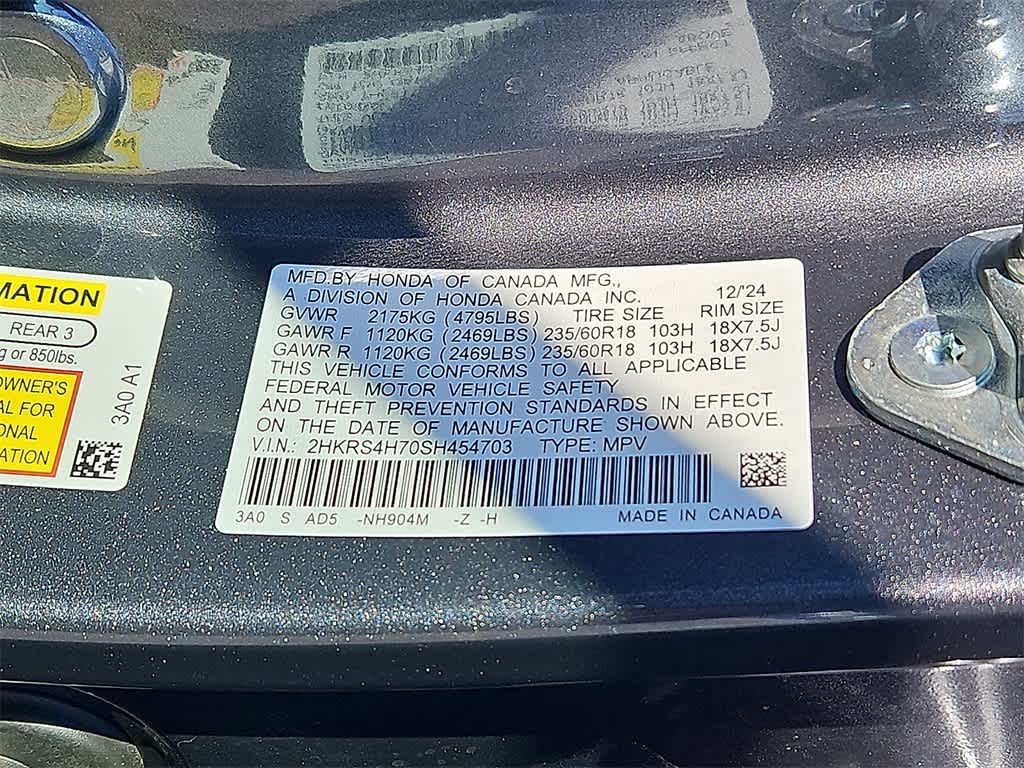 MATION
REAR 3
g or 850lbs.
OWNER'S
AL FOR
ONAL
ATION
3A0 A1
MFD.BY HONDA OF CANADA MFG.,
A DIVISION OF HONDA CANADA INC. 12/24
GVWR 2175KG (4795LBS) TIRE SIZE RIM SIZE
GAWR F 1120KG (2469LBS) 235/60R18 103H 18X7.5J
GAWR R 1120KG (2469LBS) 235/60R18 103H 18X7.5J
THIS VEHICLE CONFORMS TO ALL APPLICABLE
FEDERAL MOTOR VEHICLE SAFETY
AND THEFT PREVENTION STANDARDS IN EFFECT
ON THE DATE OF MANUFACTURE SHOWN ABOVE.
V.I.N.: 2HKRS4H70SH454703 TYPE: MPV
3A0 S AD5 -NH904M -Z -H MADE IN CANADA